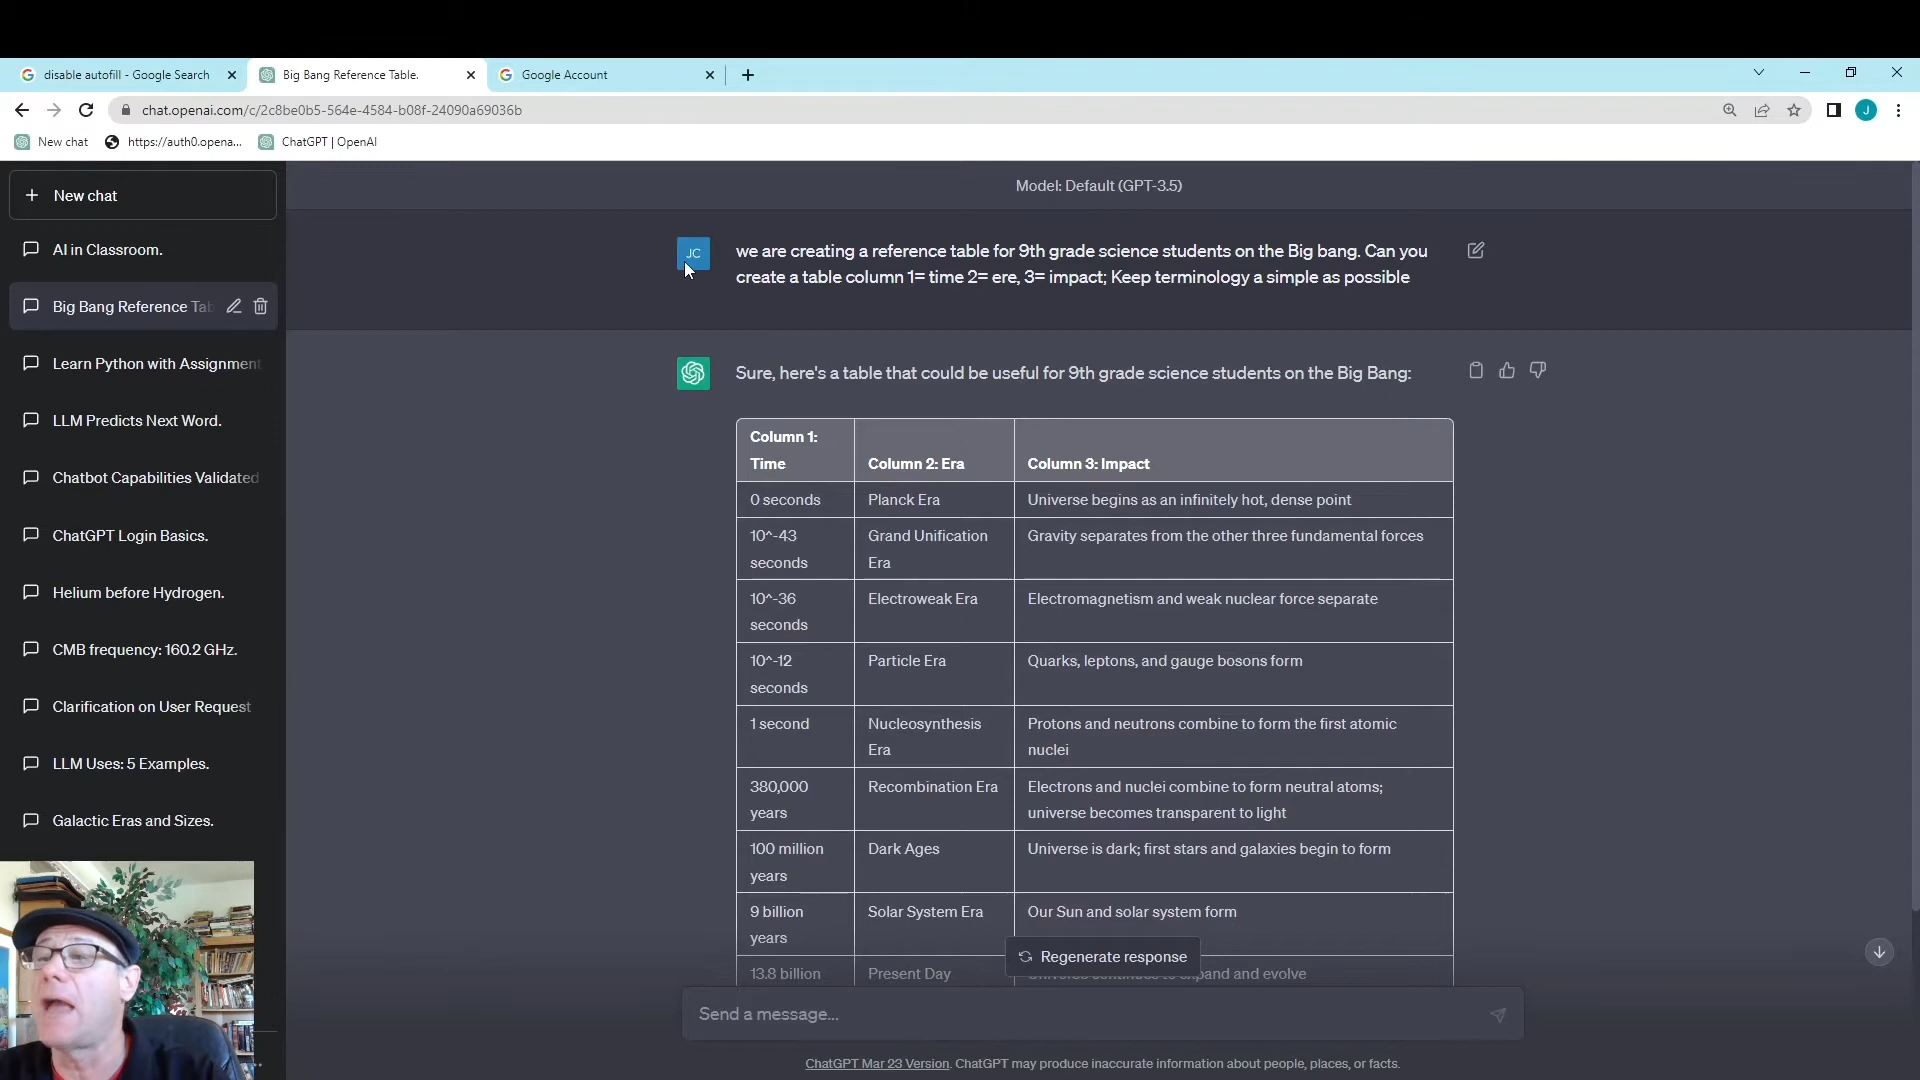 disable autofill - Google Search
Big Bang Reference Table.
Google Account
chat.openai.com/c/2c8be0b5-564e-4584-b08f-24090a69036b
J
New chat
https://auth0.opena...
ChatGPT | OpenAI
New chat
AI in Classroom.
Big Bang Reference Tab
Learn Python with Assignment
LLM Predicts Next Word.
Chatbot Capabilities Validated
ChatGPT Login Basics.
Helium before Hydrogen.
CMB frequency: 160.2 GHz.
Clarification on User Request
LLM Uses: 5 Examples.
Galactic Eras and Sizes.
Model: Default (GPT-3.5)
JC
we are creating a reference table for 9th grade science students on the Big bang. Can you
create a table column 1= time 2= ere, 3= impact; Keep terminology a simple as possible
Sure, here's a table that could be useful for 9th grade science students on the Big Bang:
Column 1:
Time
Column 2: Era
Column 3: Impact
0 seconds
Planck Era
Universe begins as an infinitely hot, dense point
10^-43
seconds
Grand Unification
Era
Gravity separates from the other three fundamental forces
10^-36
seconds
Electroweak Era
Electromagnetism and weak nuclear force separate
10^-12
seconds
Particle Era
Quarks, leptons, and gauge bosons form
1 second
Nucleosynthesis
Era
Protons and neutrons combine to form the first atomic
nuclei
380,000
years
Recombination Era
Electrons and nuclei combine to form neutral atoms;
universe becomes transparent to light
100 million
years
Dark Ages
Universe is dark; first stars and galaxies begin to form
9 billion
years
Solar System Era
Our Sun and solar system form
13.8 billion
Present Day
Universe continues to expand and evolve
Regenerate response
Send a message...
ChatGPT Mar 23 Version. ChatGPT may produce inaccurate information about people, places, or facts.